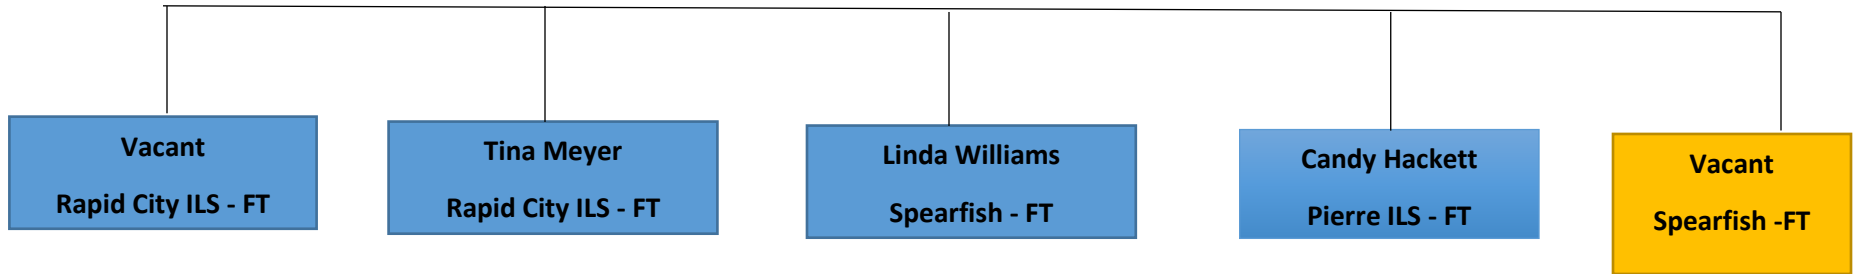 Vacant
Rapid City ILS - FT
Tina Meyer
Rapid City ILS - FT
Linda Williams
Spearfish - FT
Candy Hackett
Pierre ILS - FT
Vacant
Spearfish -FT